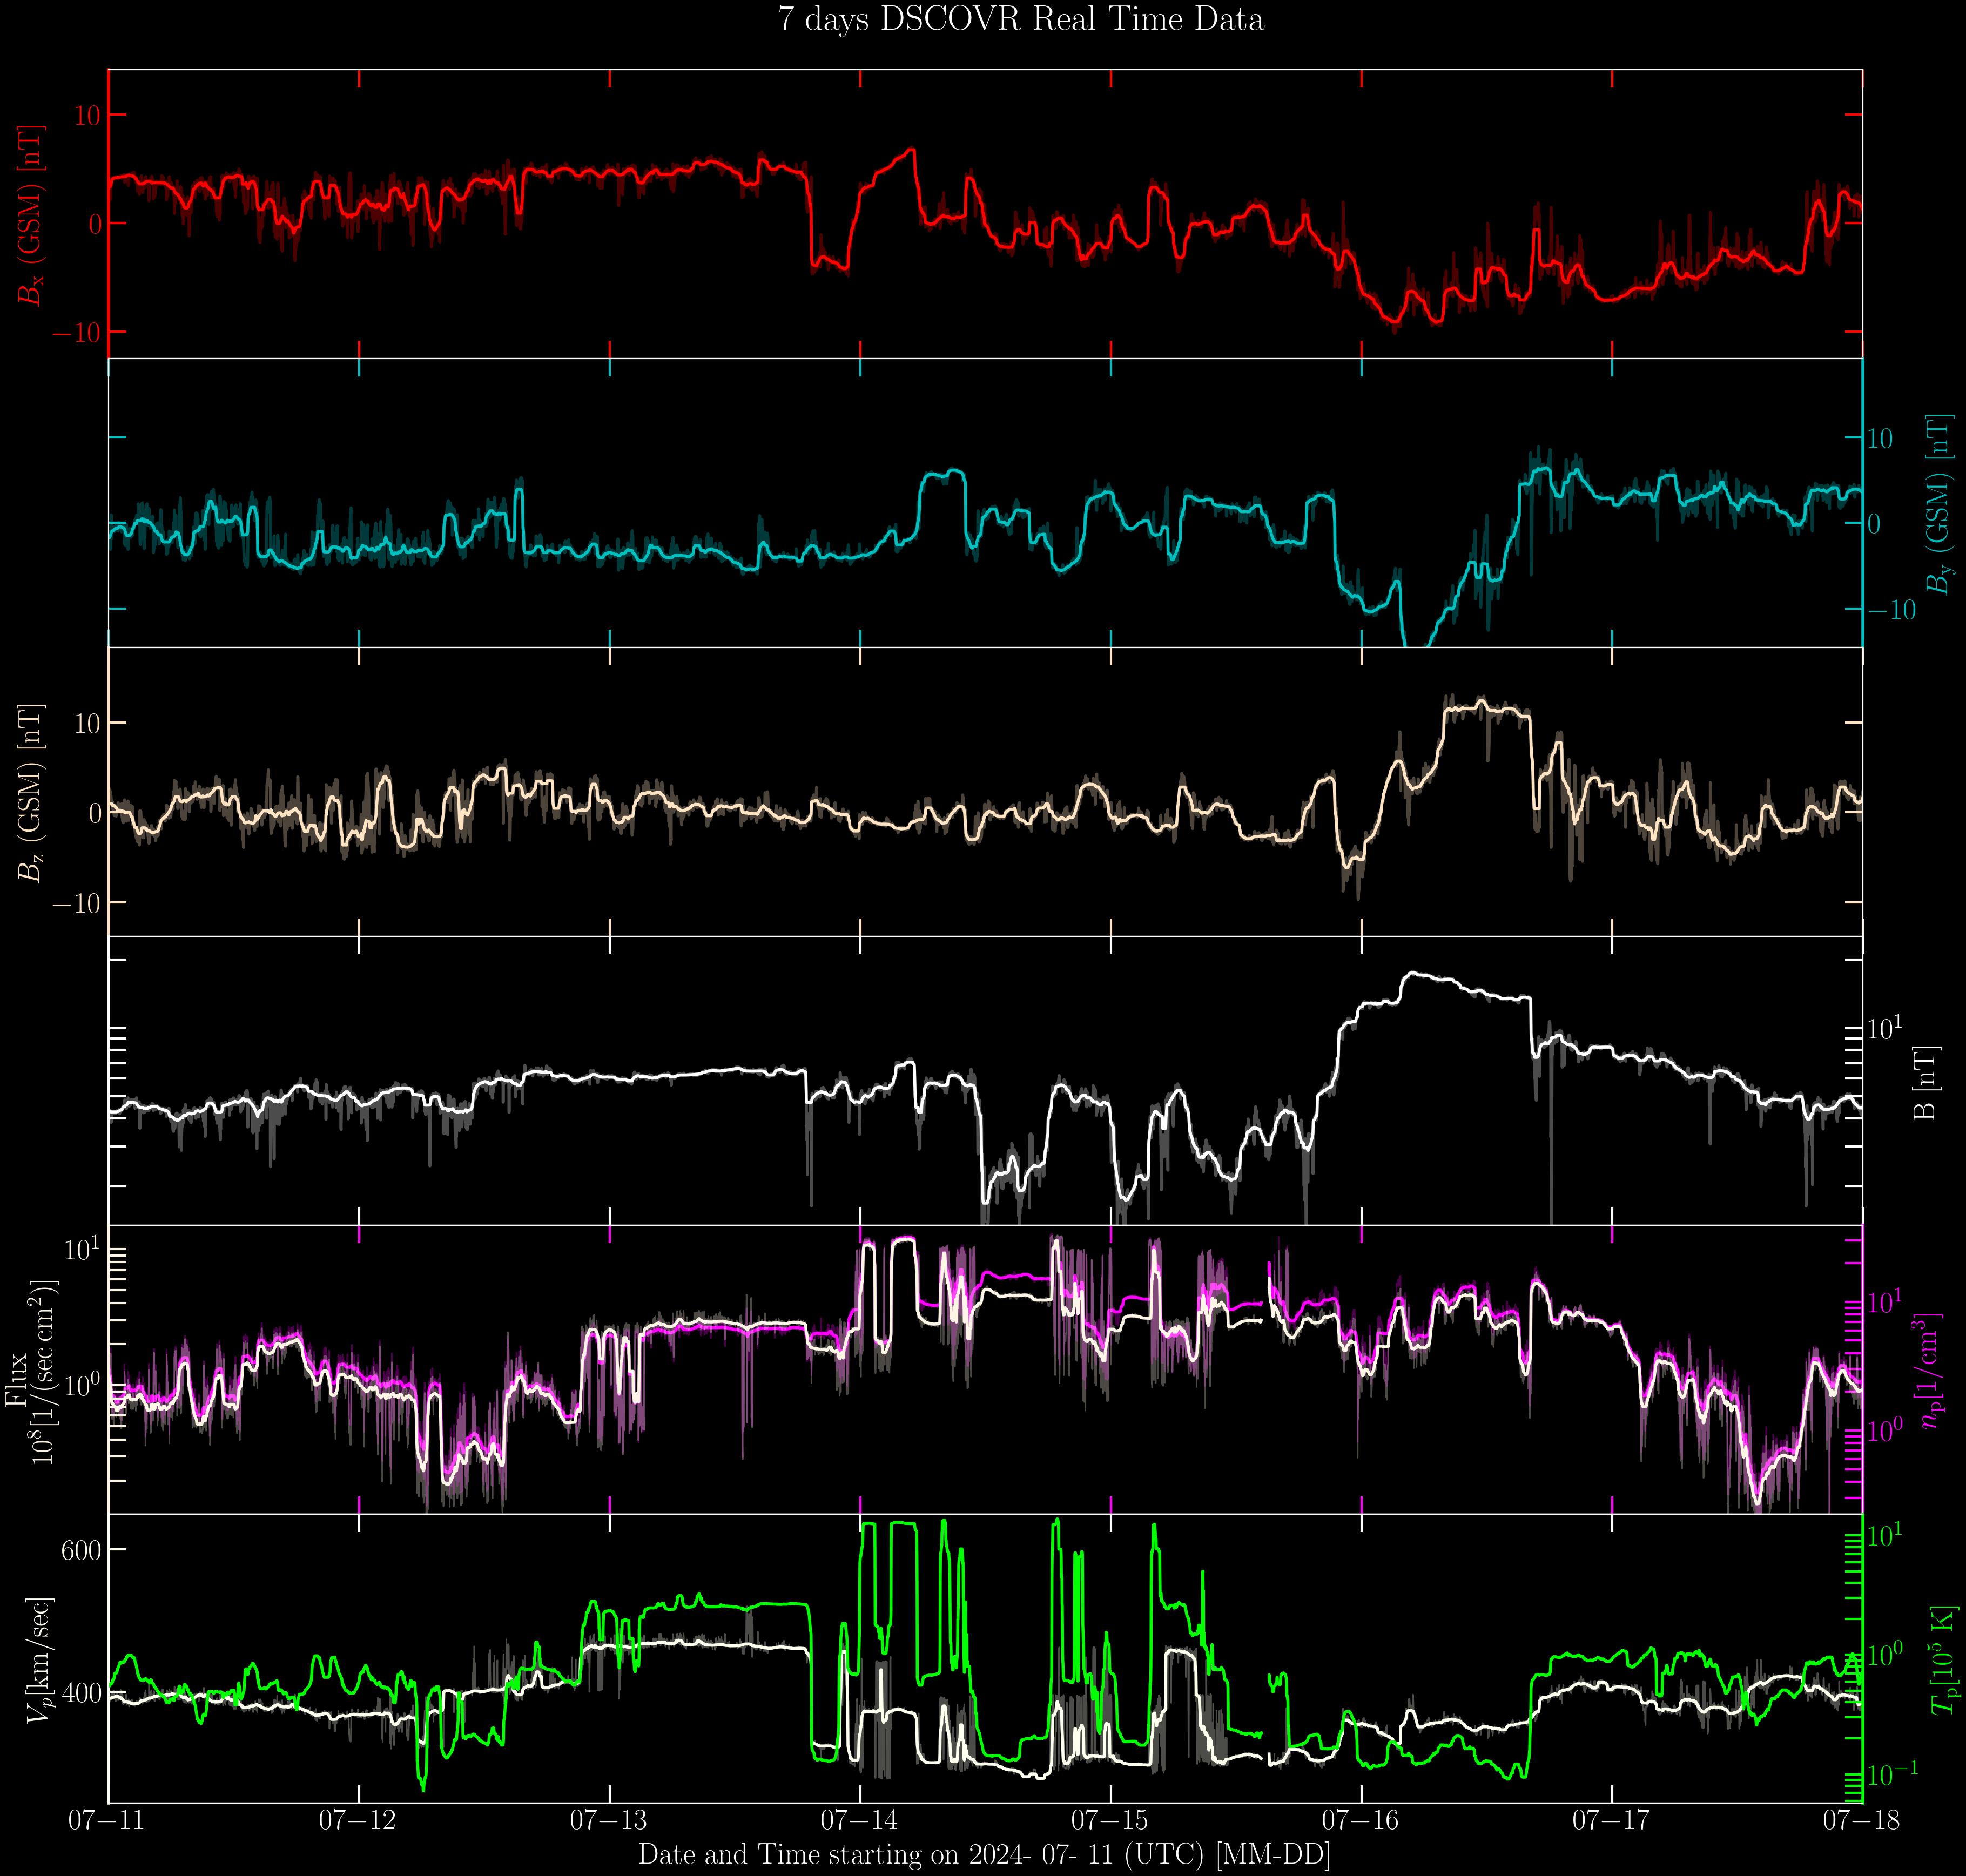 7 days DSCOVR Real Time Data
10
0
−10
Bx (GSM) [nT]
10
0
−10
By (GSM) [nT]
10
0
−10
Bz (GSM) [nT]
10¹
B [nT]
10¹
10⁰
Flux
10⁸[1/(sec cm²)]
10¹
10⁰
np[1/cm³]
600
400
Vp[km/sec]
10¹
10⁰
10⁻¹
Tp[10⁵ K]
07−11 07−12 07−13 07−14 07−15 07−16 07−17 07−18
Date and Time starting on 2024- 07- 11 (UTC) [MM-DD]